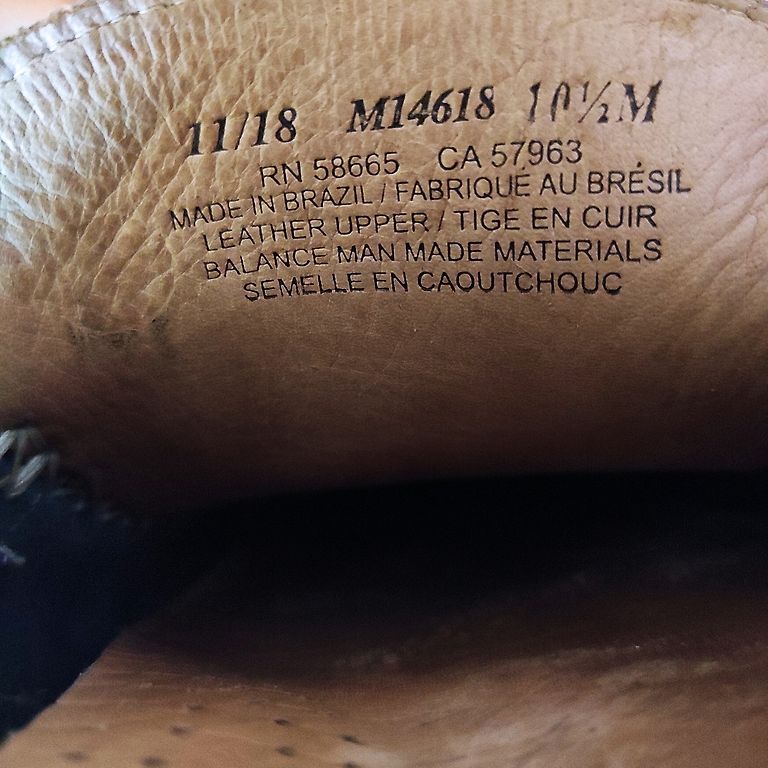 11/18 M14618 10½M
RN 58665 CA 57963
MADE IN BRAZIL / FABRIQUÉ AU BRÉSIL
LEATHER UPPER / TIGE EN CUIR
BALANCE MAN MADE MATERIALS
SEMELLE EN CAOUTCHOUC